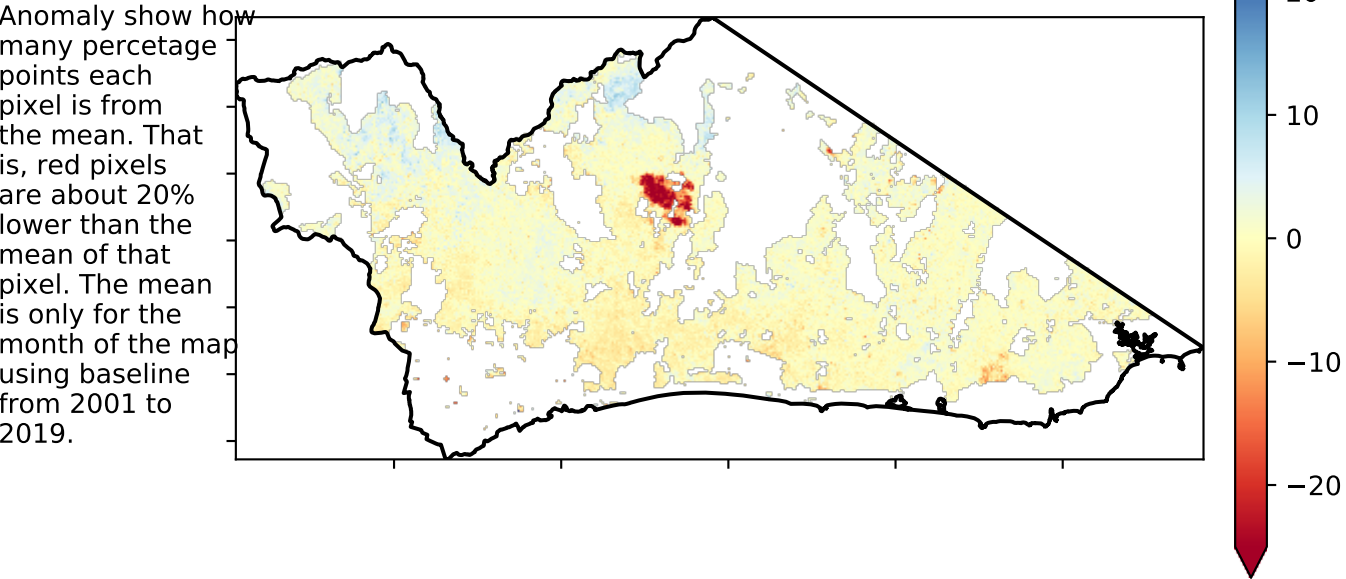 Anomaly show how
many percetage
points each
pixel is from
the mean. That
is, red pixels
are about 20%
lower than the
mean of that
pixel. The mean
is only for the
month of the map
using baseline
from 2001 to
2019.
10
0
−10
−20